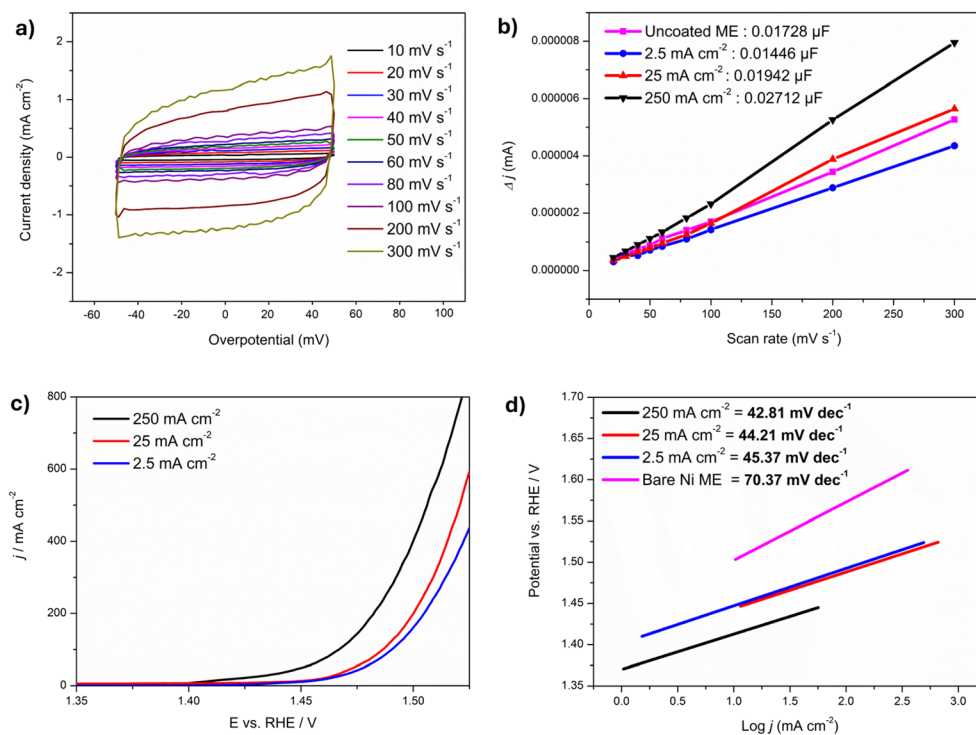 a)
Current density (mA cm⁻²)
2
1
0
-1
-2
-60
-40
-20
0
20
40
60
80
100
Overpotential (mV)
10 mV s⁻¹
20 mV s⁻¹
30 mV s⁻¹
40 mV s⁻¹
50 mV s⁻¹
60 mV s⁻¹
80 mV s⁻¹
100 mV s⁻¹
200 mV s⁻¹
300 mV s⁻¹
b)
Uncoated ME : 0.01728 µF
2.5 mA cm⁻² : 0.01446 µF
25 mA cm⁻² : 0.01942 µF
250 mA cm⁻² : 0.02712 µF
Δj (mA)
0.000008
0.000006
0.000004
0.000002
0.000000
0
50
100
150
200
250
300
Scan rate (mV s⁻¹)
c)
250 mA cm⁻²
25 mA cm⁻²
2.5 mA cm⁻²
j / mA cm⁻²
800
600
400
200
0
1.35
1.40
1.45
1.50
E vs. RHE / V
d)
250 mA cm⁻² = 42.81 mV dec⁻¹
25 mA cm⁻² = 44.21 mV dec⁻¹
2.5 mA cm⁻² = 45.37 mV dec⁻¹
Bare Ni ME = 70.37 mV dec⁻¹
Potential vs. RHE / V
1.70
1.65
1.60
1.55
1.50
1.45
1.40
1.35
0.0
0.5
1.0
1.5
2.0
2.5
3.0
Log j (mA cm⁻²)